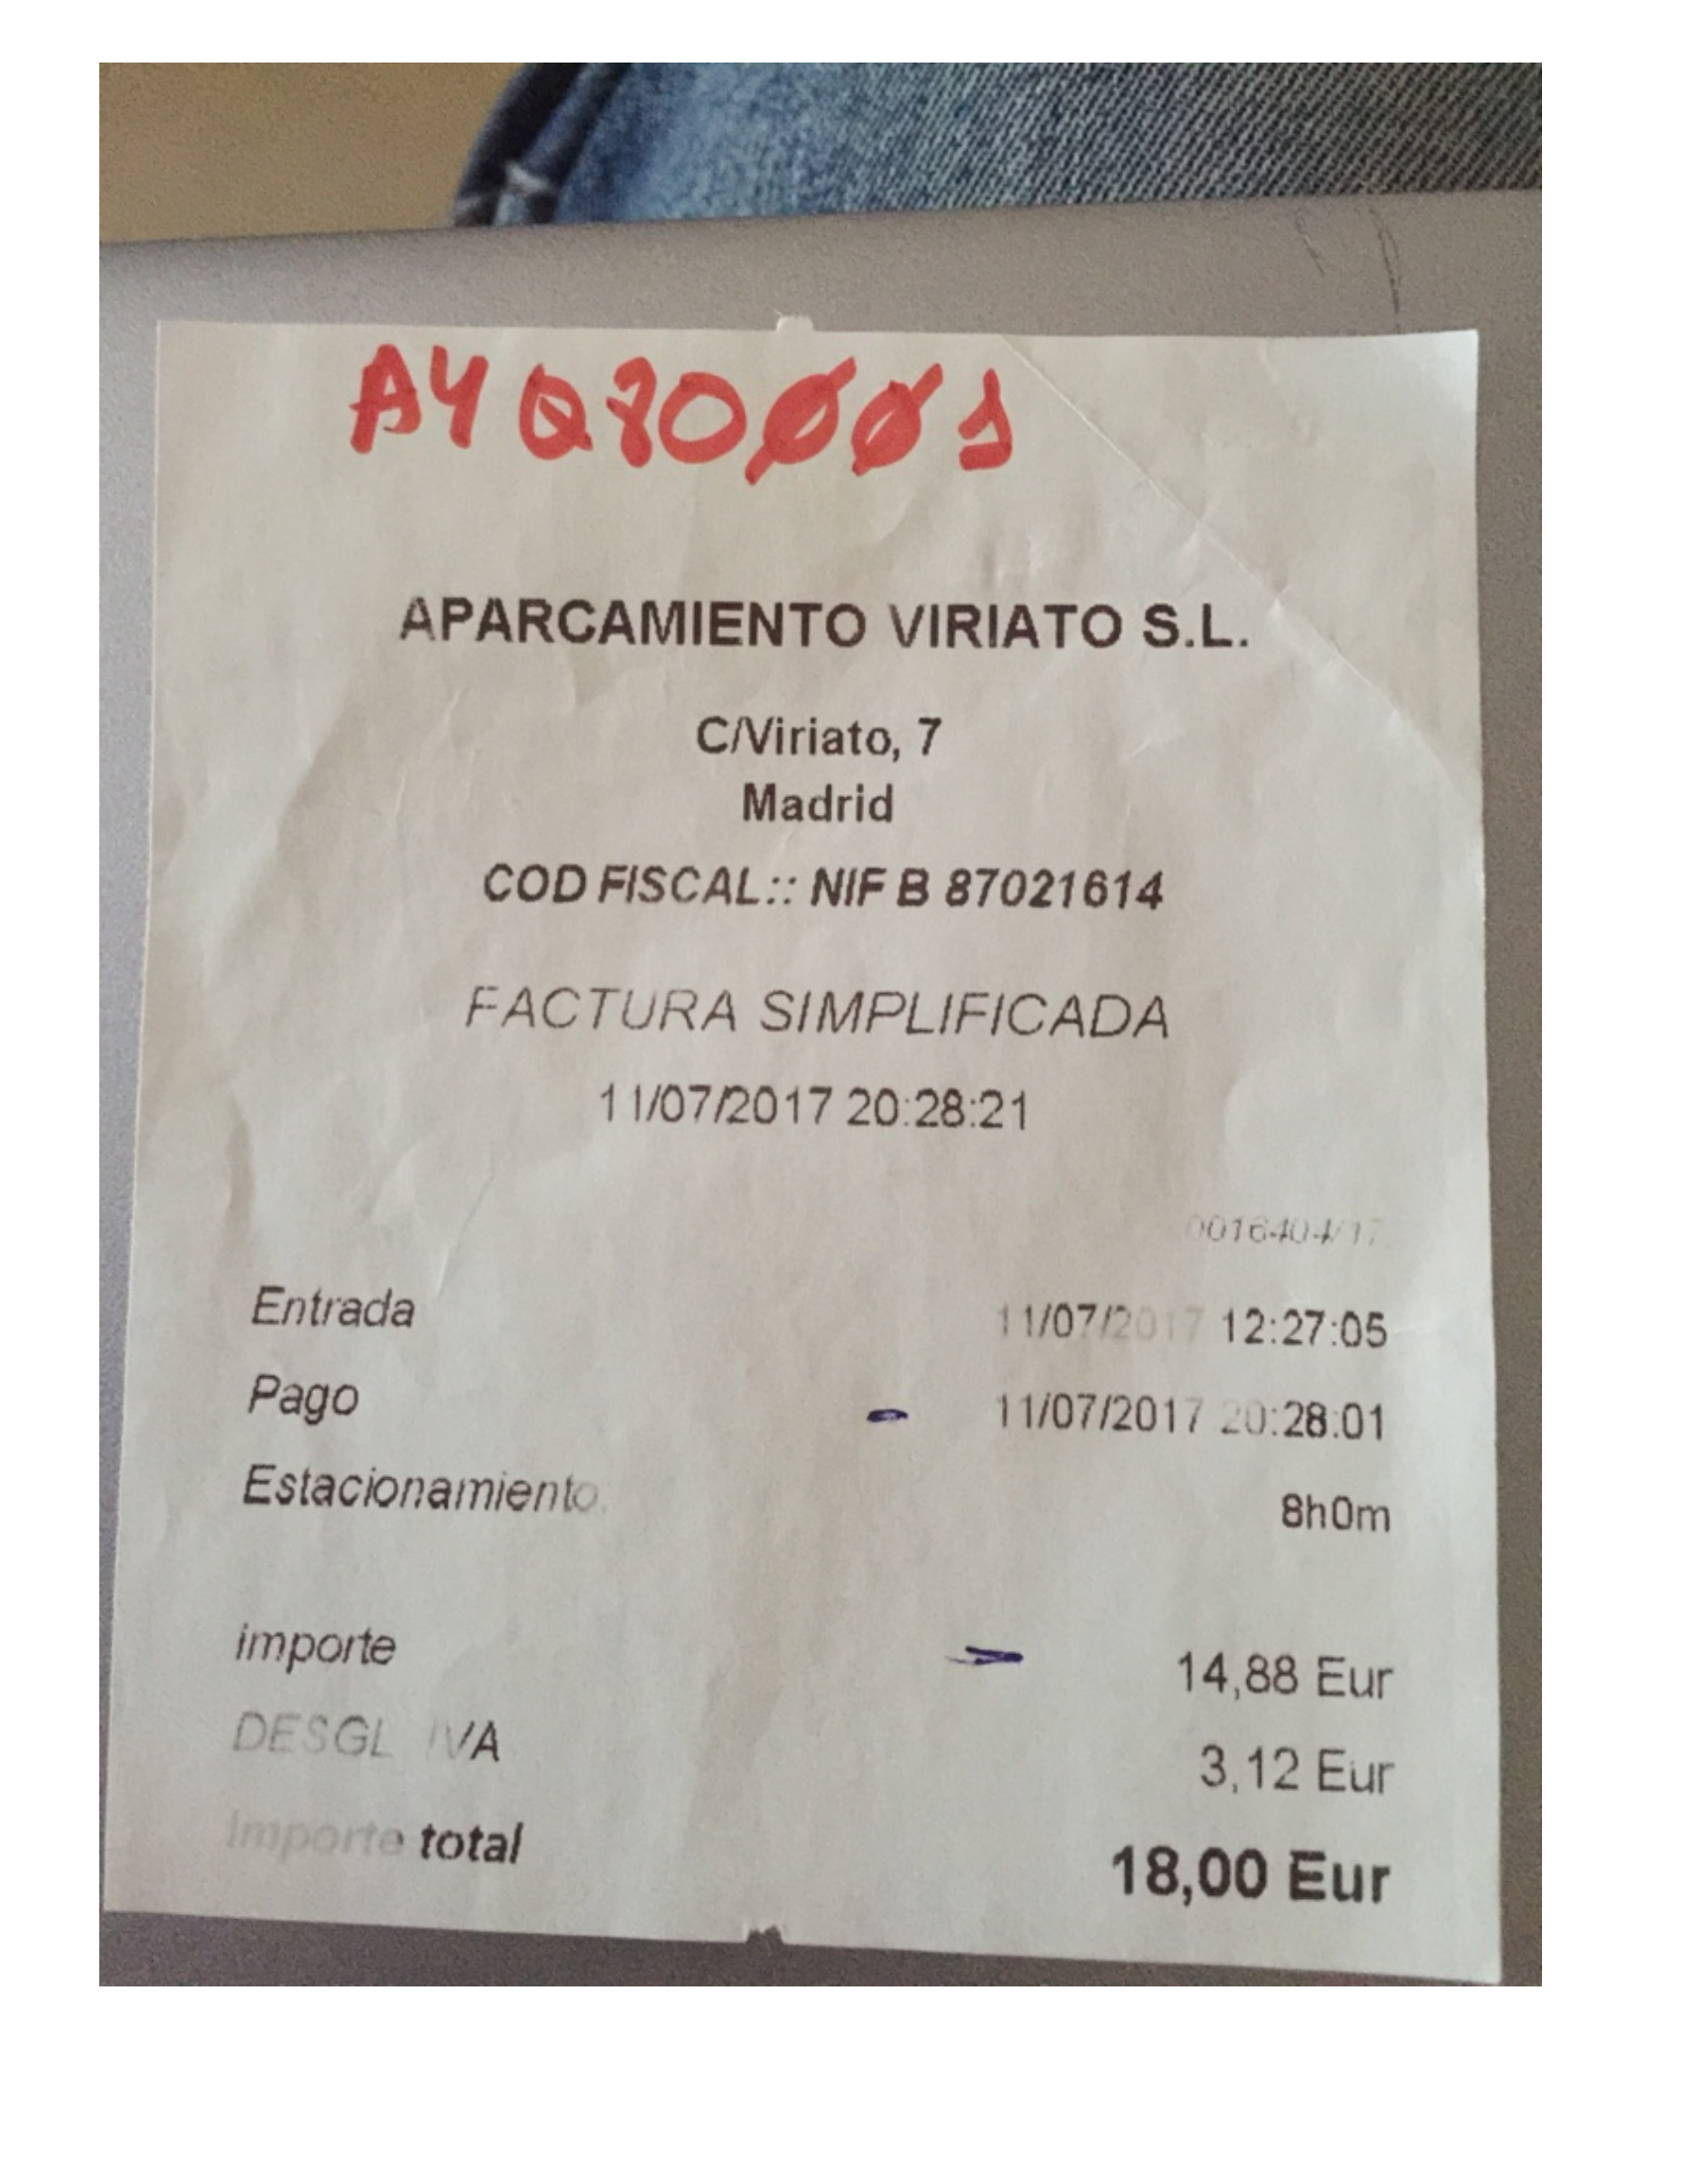 APARCAMIENTO VIRIATO S.L.
C/Viriato, 7
Madrid
COD FISCAL:: NIF B 87021614
FACTURA SIMPLIFICADA
11/07/2017 20:28:21
0016404/17
Entrada 11/07/2017 12:27:05
Pago 11/07/2017 20:28:01
Estacionamiento. 8h0m
importe 14,88 Eur
DESGL IVA 3,12 Eur
Importe total 18,00 Eur